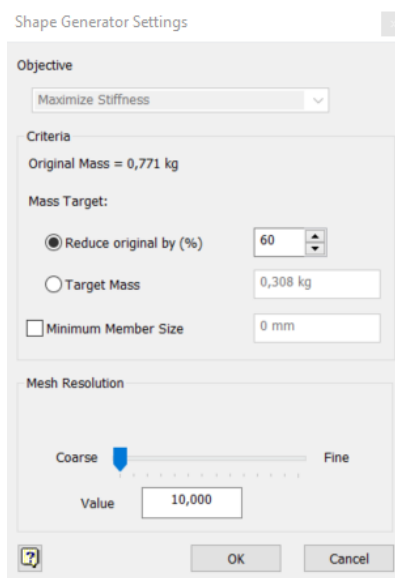 Shape Generator Settings
Objective
Maximize Stiffness
Criteria
Original Mass = 0,771 kg
Mass Target:
Reduce original by (%) 60
Target Mass 0,308 kg
Minimum Member Size 0 mm
Mesh Resolution
Coarse Fine
Value 10,000
OK Cancel